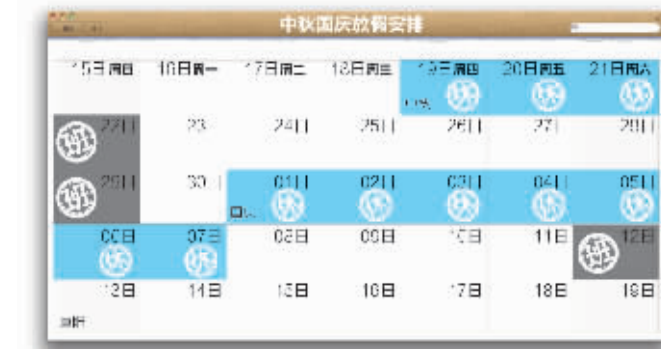 中秋国庆放假安排
15日周日 16日周一 17日周二 18日周三 19日周四 20日周五 21日周六
休 休 休
班 22日 23 24日 25日 26日 27 28日
班 29日 30日 01日 02日 03日 04日 05日
休 休 休 休 休
06日 07日 08日 09日 10日 11日 班 12日
休 休
13日 14日 15日 16日 17日 18日 19日